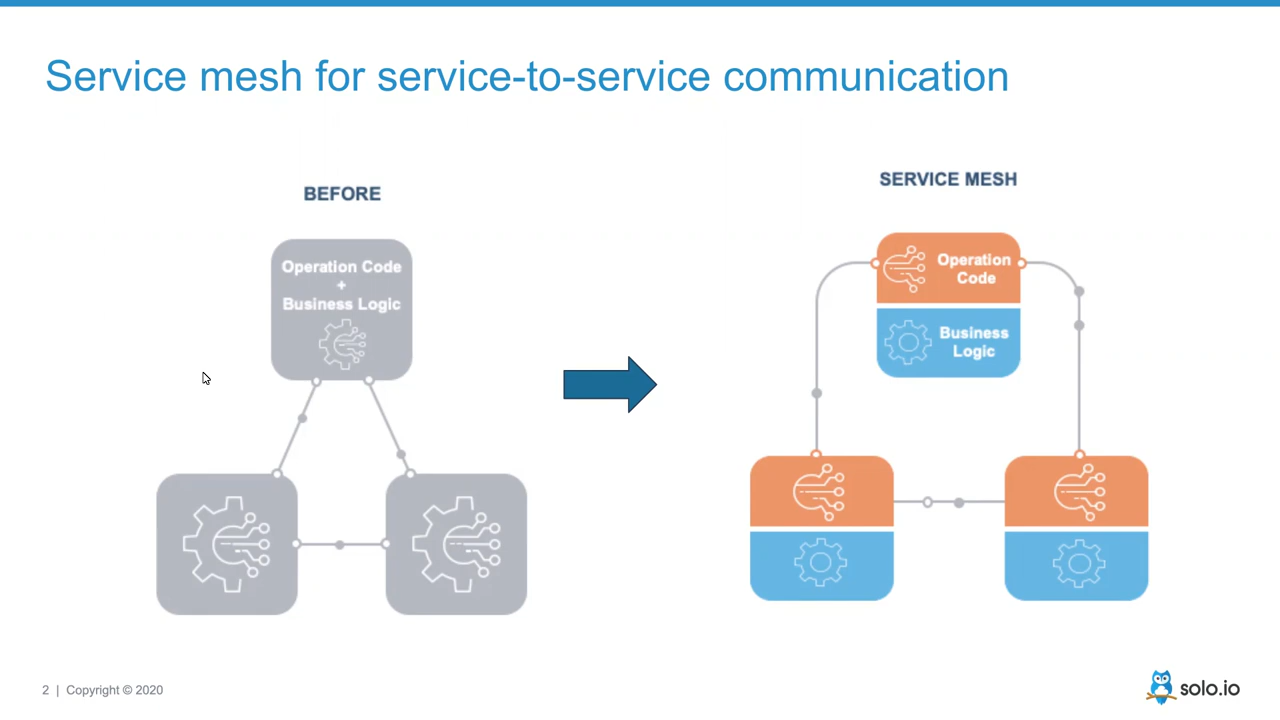 Service mesh for service-to-service communication
BEFORE
Operation Code
+
Business Logic
SERVICE MESH
Operation
Code
Business
Logic
2 | Copyright © 2020
solo.io